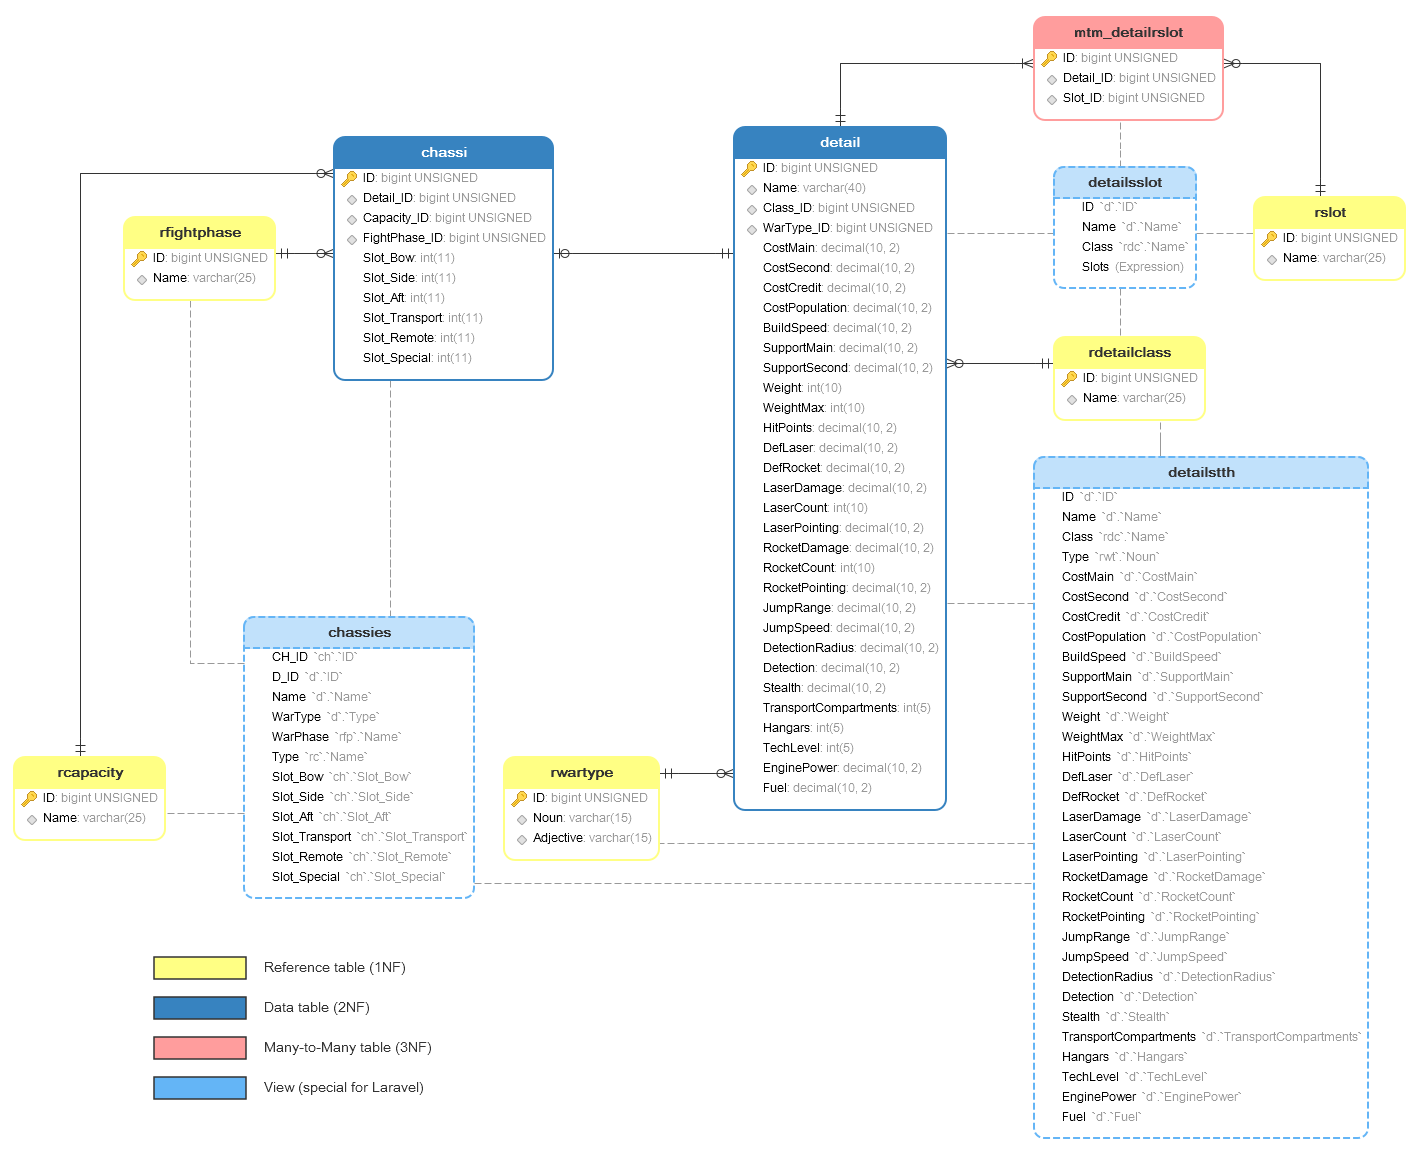 mtm_detailrslot
ID: bigint UNSIGNED
Detail_ID: bigint UNSIGNED
Slot_ID: bigint UNSIGNED
chassi
ID: bigint UNSIGNED
Detail_ID: bigint UNSIGNED
Capacity_ID: bigint UNSIGNED
FightPhase_ID: bigint UNSIGNED
Slot_Bow: int(11)
Slot_Side: int(11)
Slot_Aft: int(11)
Slot_Transport: int(11)
Slot_Remote: int(11)
Slot_Special: int(11)
detail
ID: bigint UNSIGNED
Name: varchar(40)
Class_ID: bigint UNSIGNED
WarType_ID: bigint UNSIGNED
CostMain: decimal(10, 2)
CostSecond: decimal(10, 2)
CostCredit: decimal(10, 2)
CostPopulation: decimal(10, 2)
BuildSpeed: decimal(10, 2)
SupportMain: decimal(10, 2)
SupportSecond: decimal(10, 2)
Weight: int(10)
WeightMax: int(10)
HitPoints: decimal(10, 2)
DefLaser: decimal(10, 2)
DefRocket: decimal(10, 2)
LaserDamage: decimal(10, 2)
LaserCount: int(10)
LaserPointing: decimal(10, 2)
RocketDamage: decimal(10, 2)
RocketCount: int(10)
RocketPointing: decimal(10, 2)
JumpRange: decimal(10, 2)
JumpSpeed: decimal(10, 2)
DetectionRadius: decimal(10, 2)
Detection: decimal(10, 2)
Stealth: decimal(10, 2)
TransportCompartments: int(5)
Hangars: int(5)
TechLevel: int(5)
EnginePower: decimal(10, 2)
Fuel: decimal(10, 2)
detailsslot
ID `d`.`ID`
Name `d`.`Name`
Class `rdc`.`Name`
Slots (Expression)
rslot
ID: bigint UNSIGNED
Name: varchar(25)
rfightphase
ID: bigint UNSIGNED
Name: varchar(25)
rdetailclass
ID: bigint UNSIGNED
Name: varchar(25)
detailstth
ID `d`.`ID`
Name `d`.`Name`
Class `rdc`.`Name`
Type `rwt`.`Noun`
CostMain `d`.`CostMain`
CostSecond `d`.`CostSecond`
CostCredit `d`.`CostCredit`
CostPopulation `d`.`CostPopulation`
BuildSpeed `d`.`BuildSpeed`
SupportMain `d`.`SupportMain`
SupportSecond `d`.`SupportSecond`
Weight `d`.`Weight`
WeightMax `d`.`WeightMax`
HitPoints `d`.`HitPoints`
DefLaser `d`.`DefLaser`
DefRocket `d`.`DefRocket`
LaserDamage `d`.`LaserDamage`
LaserCount `d`.`LaserCount`
LaserPointing `d`.`LaserPointing`
RocketDamage `d`.`RocketDamage`
RocketCount `d`.`RocketCount`
RocketPointing `d`.`RocketPointing`
JumpRange `d`.`JumpRange`
JumpSpeed `d`.`JumpSpeed`
DetectionRadius `d`.`DetectionRadius`
Detection `d`.`Detection`
Stealth `d`.`Stealth`
TransportCompartments `d`.`TransportCompartments`
Hangars `d`.`Hangars`
TechLevel `d`.`TechLevel`
EnginePower `d`.`EnginePower`
Fuel `d`.`Fuel`
chassies
CH_ID `ch`.`ID`
D_ID `d`.`ID`
Name `d`.`Name`
WarType `d`.`Type`
WarPhase `rfp`.`Name`
Type `rc`.`Name`
Slot_Bow `ch`.`Slot_Bow`
Slot_Side `ch`.`Slot_Side`
Slot_Aft `ch`.`Slot_Aft`
Slot_Transport `ch`.`Slot_Transport`
Slot_Remote `ch`.`Slot_Remote`
Slot_Special `ch`.`Slot_Special`
rcapacity
ID: bigint UNSIGNED
Name: varchar(25)
rwartype
ID: bigint UNSIGNED
Noun: varchar(15)
Adjective: varchar(15)
Reference table (1NF)
Data table (2NF)
Many-to-Many table (3NF)
View (special for Laravel)